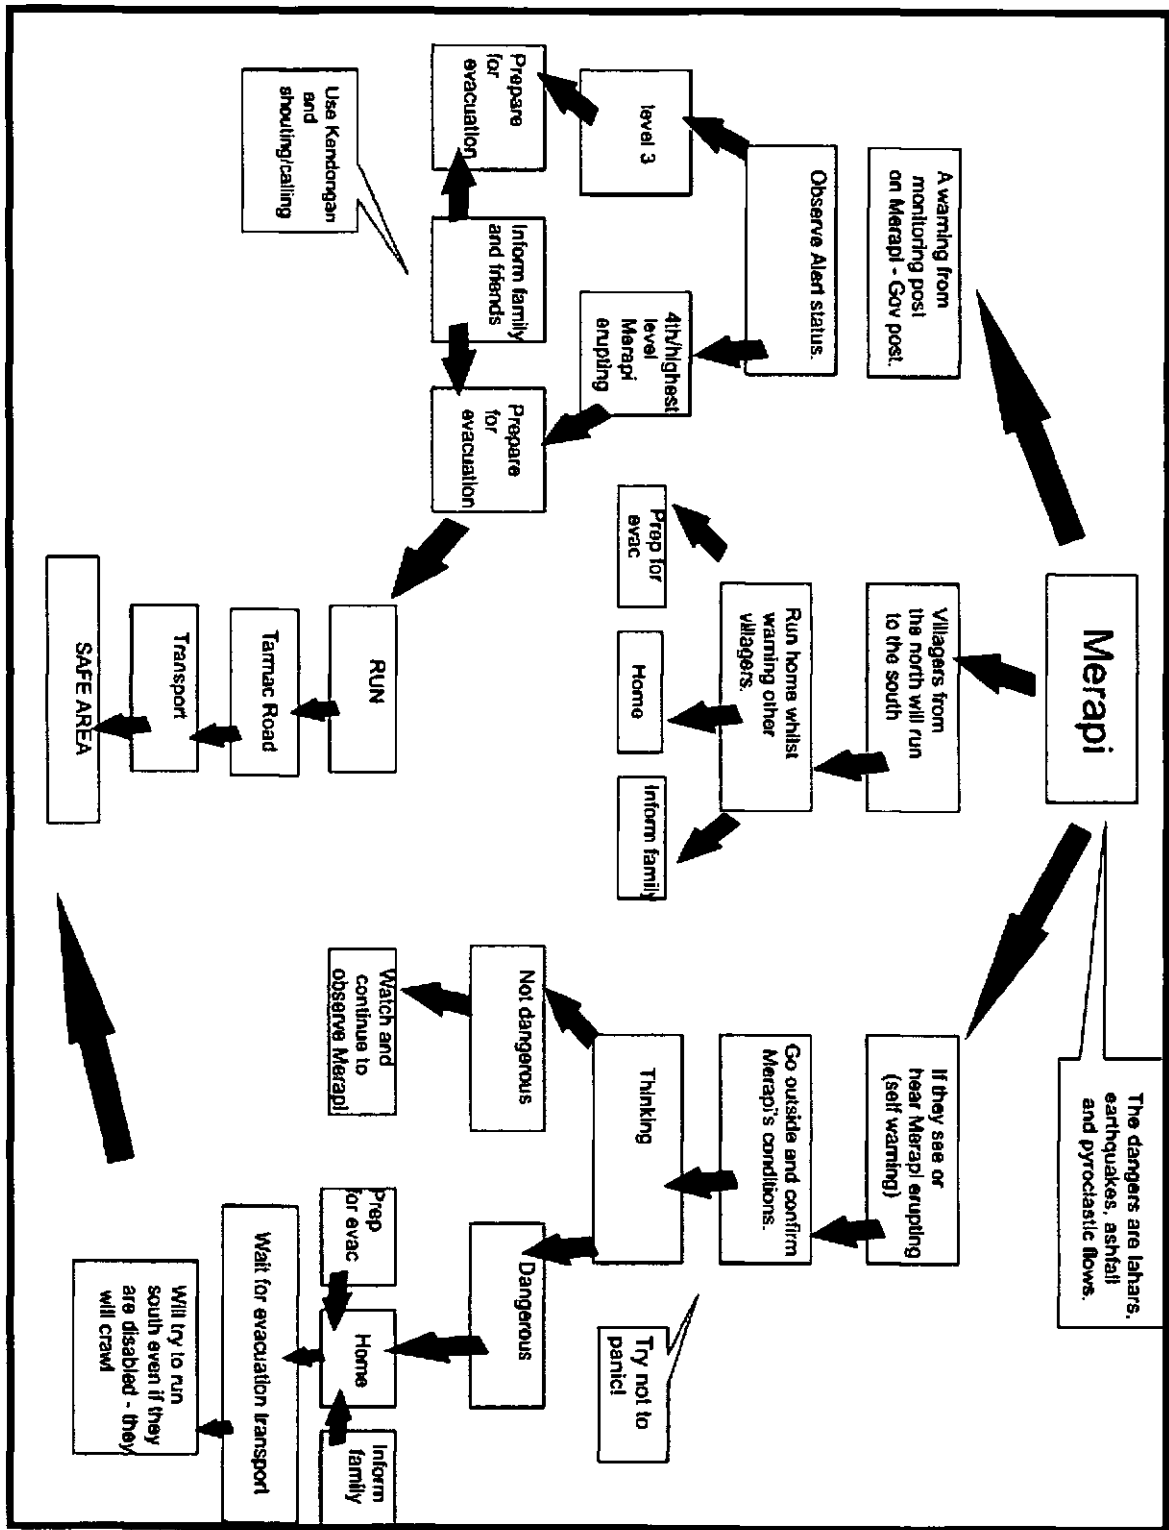 Merapi
The dangers are lahars,
earthquakes, ashfall
and pyroclastic flows.
A warning from
monitoring post
on Merapi - Gov post.
Villagers from
the north will run
to the south
If they see or
hear Merapi erupting
(self warning)
Observe Alert status.
Run home whilst
warning other
villagers.
Go outside and confirm
Merapi's conditions.
level 3
4th/highest
level
Merapi
erupting
Prep for
evac
Home
Inform family
Thinking
Try not to
panic!
Prepare
for
evacuation
Inform family
and friends
Prepare
for
evacuation
Not dangerous
Dangerous
Use Kendongan
and
shouting/calling
RUN
Watch and
continue to
observe Merapi
Prep
for evac
Home
Inform
family
Tarmac Road
Wait for evacuation transport
Transport
Will try to run
south even if they
are disabled - they
will crawl
SAFE AREA